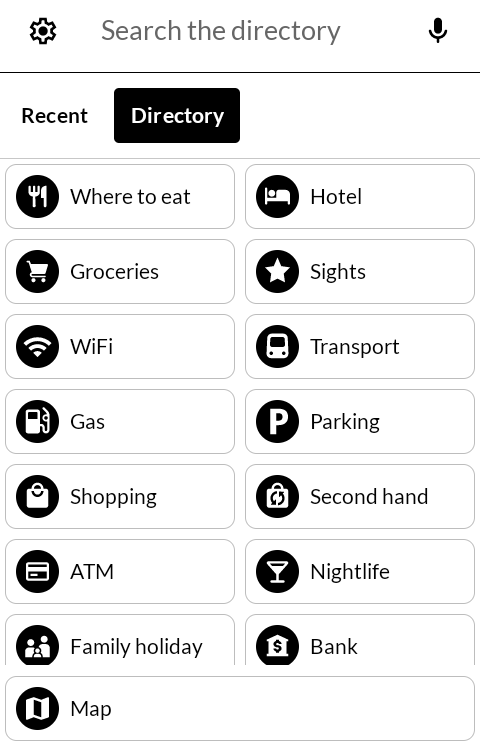 Search the directory
Recent
Directory
Where to eat
Hotel
Groceries
Sights
WiFi
Transport
Gas
P
Parking
Shopping
Second hand
ATM
Nightlife
Family holiday
$
Bank
Map